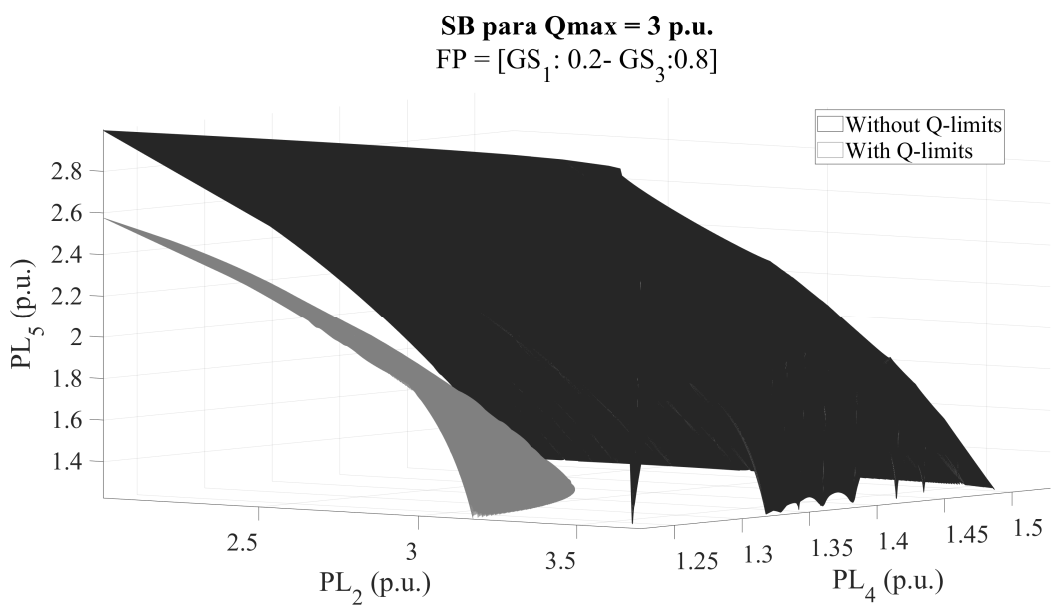 SB para Qmax = 3 p.u.
FP = [GS1: 0.2- GS3:0.8]
Without Q-limits
With Q-limits
2.8
2.6
2.4
2.2
2
1.8
1.6
1.4
PL5 (p.u.)
2.5
3
3.5
PL2 (p.u.)
1.25
1.3
1.35
1.4
1.45
1.5
PL4 (p.u.)